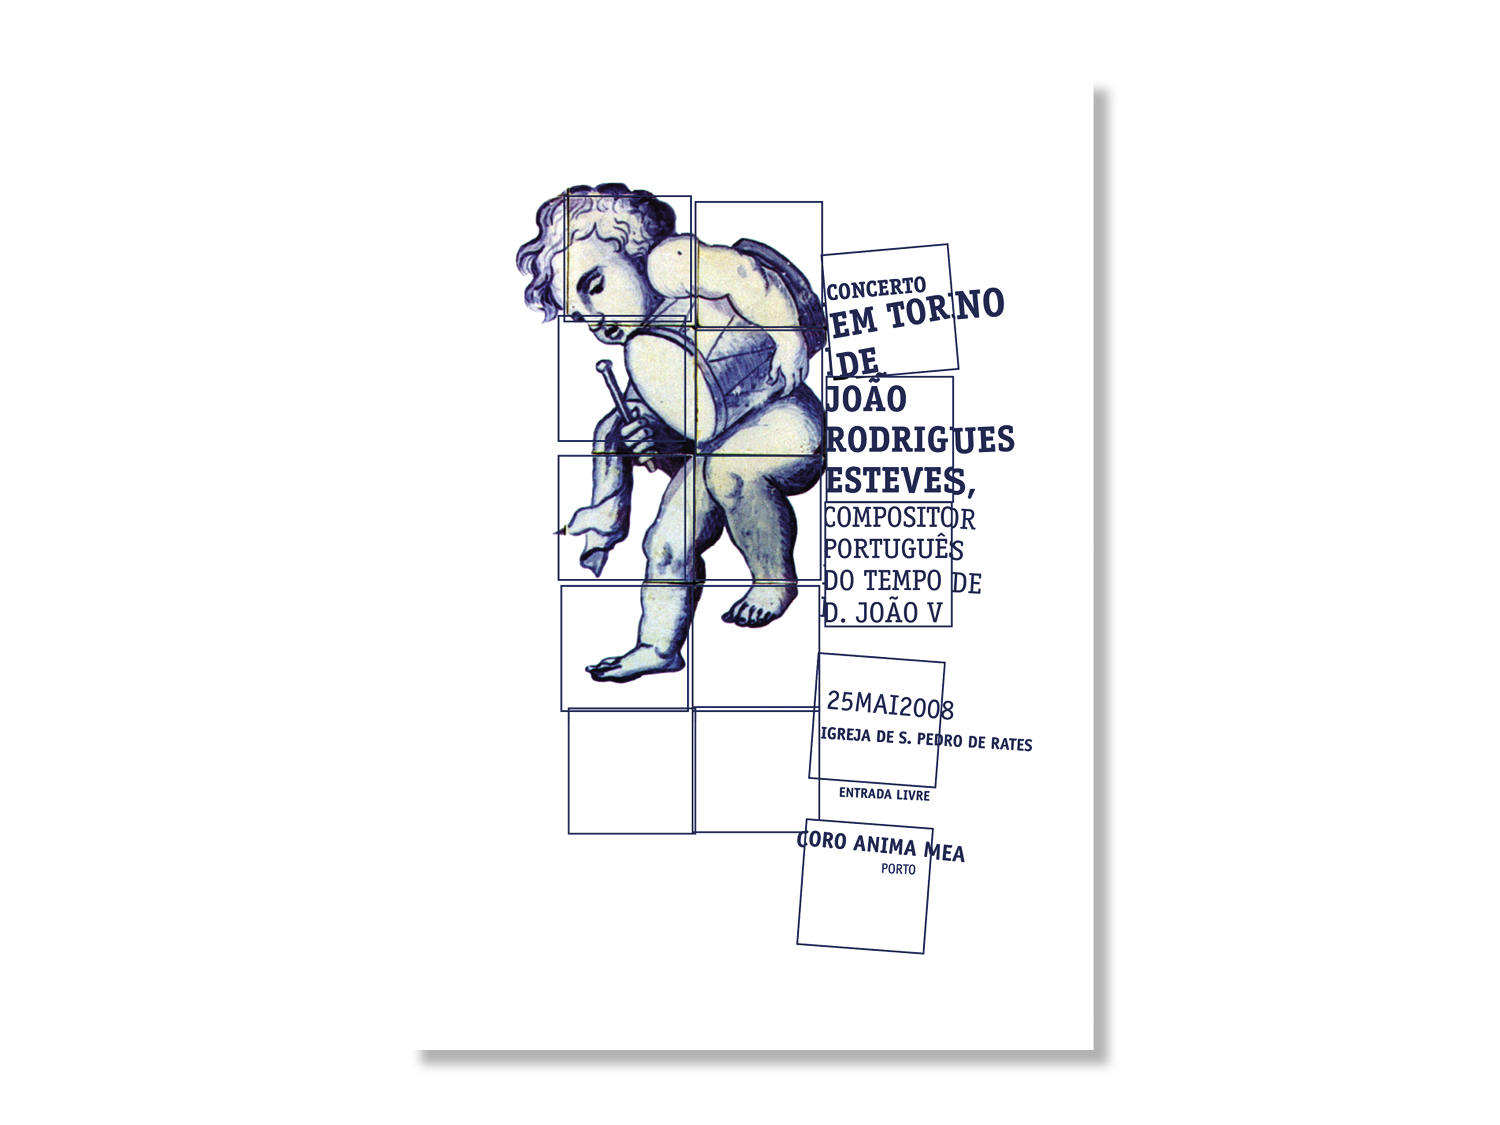 CONCERTO
EM TORINO
DE
JOÃO
RODRIGUES
ESTEVES,
COMPOSITOR
PORTUGUÊS
DO TEMPO DE
D. JOÃO V
25MAI2008
IGREJA DE S. PEDRO DE RATES
ENTRADA LIVRE
CORO ANIMA MEA
PORTO